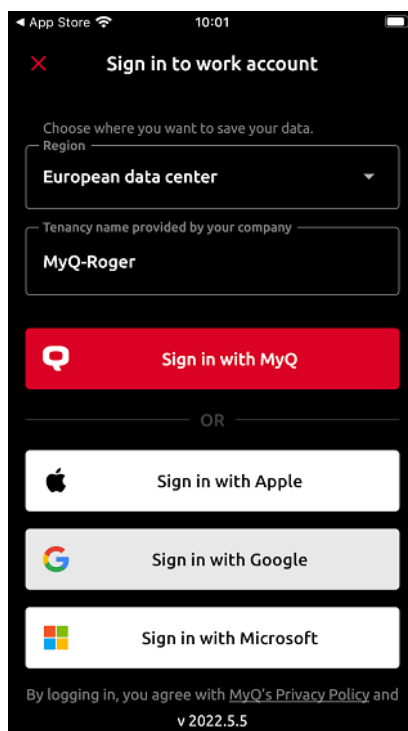 App Store
10:01
Sign in to work account
Choose where you want to save your data.
Region
European data center
Tenancy name provided by your company
MyQ-Roger
Sign in with MyQ
OR
Sign in with Apple
Sign in with Google
Sign in with Microsoft
By logging in, you agree with MyQ's Privacy Policy and
v 2022.5.5